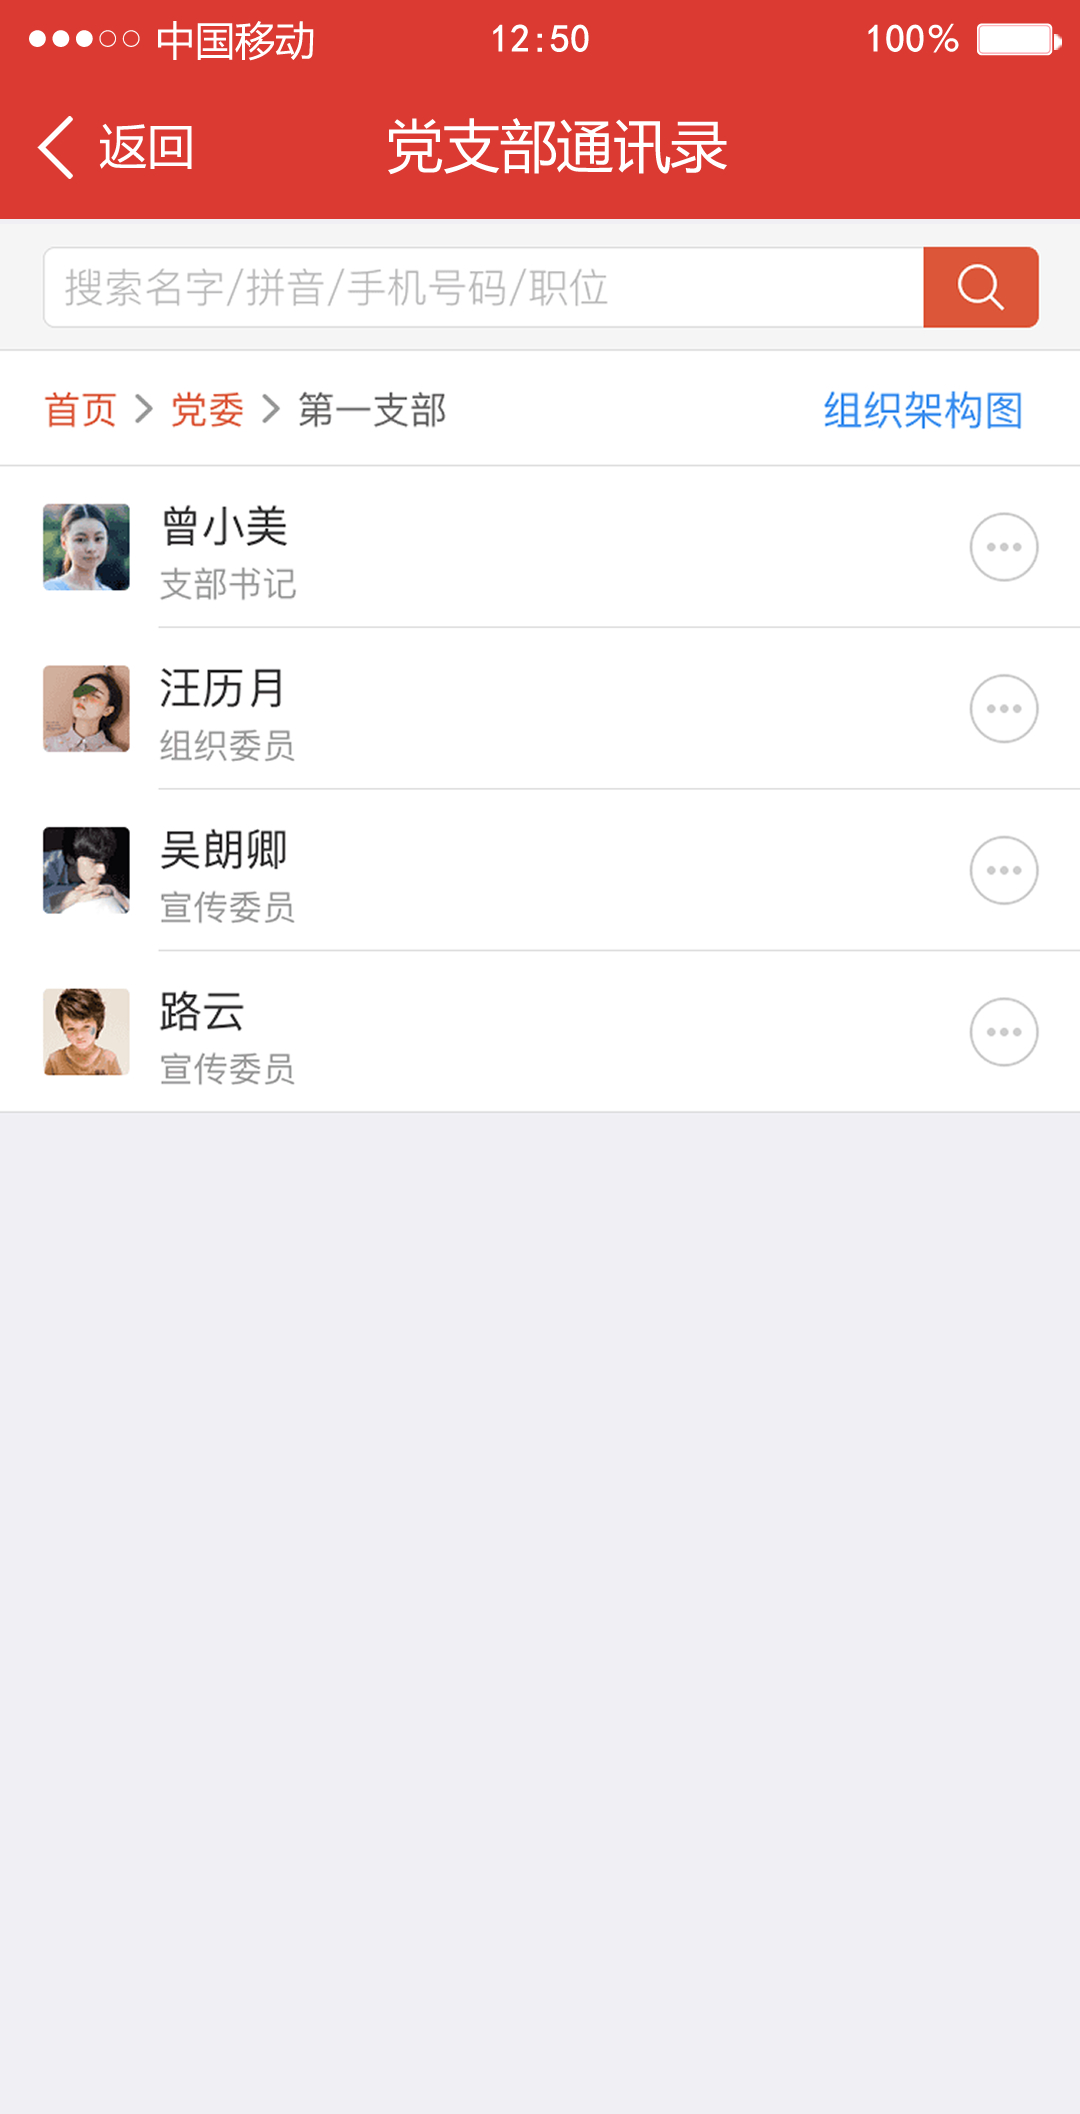 中国移动 12:50 100%
返回 党支部通讯录
搜索名字/拼音/手机号码/职位
首页 > 党委 > 第一支部 组织架构图
曾小美
支部书记
汪历月
组织委员
吴朗卿
宣传委员
路云
宣传委员